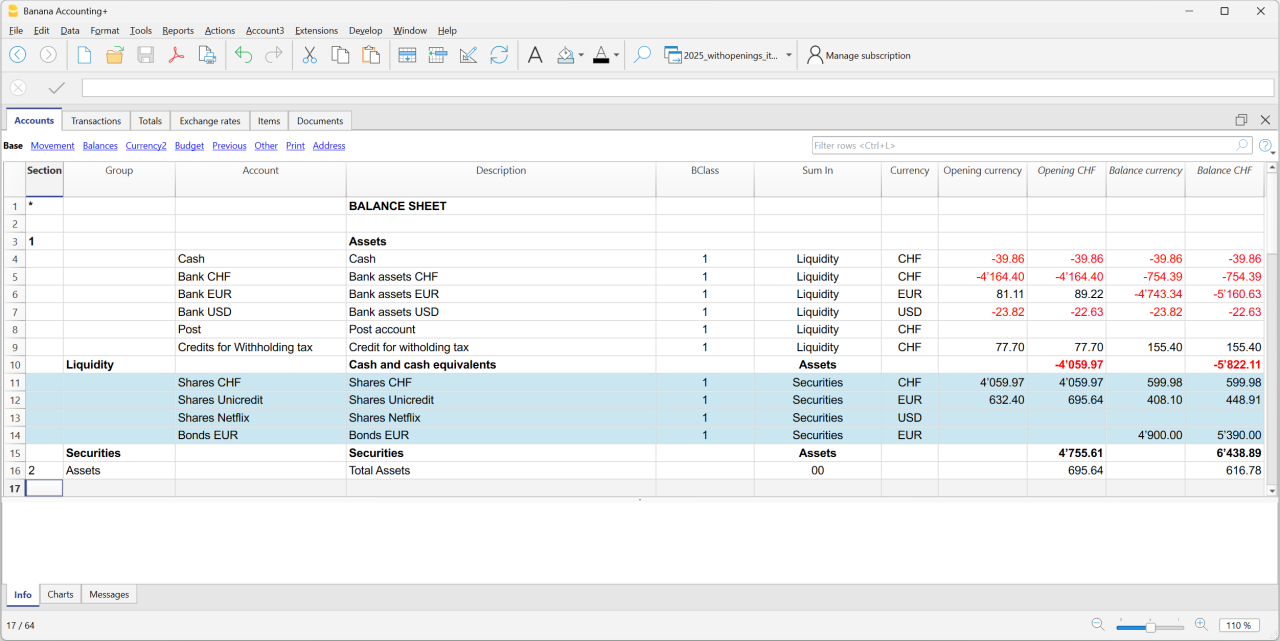 Banana Accounting+
File Edit Data Format Tools Reports Actions Account3 Extensions Develop Window Help
2025_withopenings_it... Manage subscription
Accounts Transactions Totals Exchange rates Items Documents
Base Movement Balances Currency2 Budget Previous Other Print Address Filter rows <Ctrl+L>
Section Group Account Description BClass Sum In Currency Opening currency Opening CHF Balance currency Balance CHF
1 * BALANCE SHEET
2
3 1 Assets
4 Cash Cash 1 Liquidity CHF -39.86 -39.86 -39.86 -39.86
5 Bank CHF Bank assets CHF 1 Liquidity CHF -4'164.40 -4'164.40 -754.39 -754.39
6 Bank EUR Bank assets EUR 1 Liquidity EUR 81.11 89.22 -4'743.34 -5'160.63
7 Bank USD Bank assets USD 1 Liquidity USD -23.82 -22.63 -23.82 -22.63
8 Post Post account 1 Liquidity CHF
9 Credits for Withholding tax Credit for witholding tax 1 Liquidity CHF 77.70 77.70 155.40 155.40
10 Liquidity Cash and cash equivalents Assets -4'059.97 -5'822.11
11 Shares CHF Shares CHF 1 Securities CHF 4'059.97 4'059.97 599.98 599.98
12 Shares Unicredit Shares Unicredit 1 Securities EUR 632.40 695.64 408.10 448.91
13 Shares Netflix Shares Netflix 1 Securities USD
14 Bonds EUR Bonds EUR 1 Securities EUR 4'900.00 5'390.00
15 Securities Securities Assets 4'755.61 6'438.89
16 2 Assets Total Assets 00 695.64 616.78
17
Info Charts Messages
17 / 64 110 %